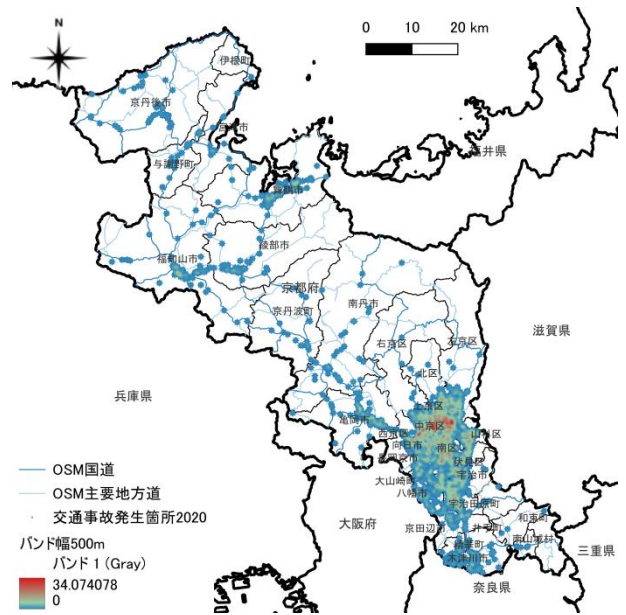 N
0 10 20 km
伊根町
京丹後市
宮津市
与謝野町
福井県
舞鶴市
綾部市
福知山市
京都府
京丹波町
南丹市
滋賀県
右京区
左京区
北区
兵庫県
上京区
亀岡市
中京区
西京区
山科区
向日市
南区
長岡京市
伏見区
宇治市
大山崎町
八幡市
宇治田原町
大阪府
京田辺市
井手町
和束町
精華町
南山城村
木津川市
三重県
奈良県
OSM国道
OSM主要地方道
交通事故発生箇所2020
バンド幅500m
バンド 1 (Gray)
34.074078
0